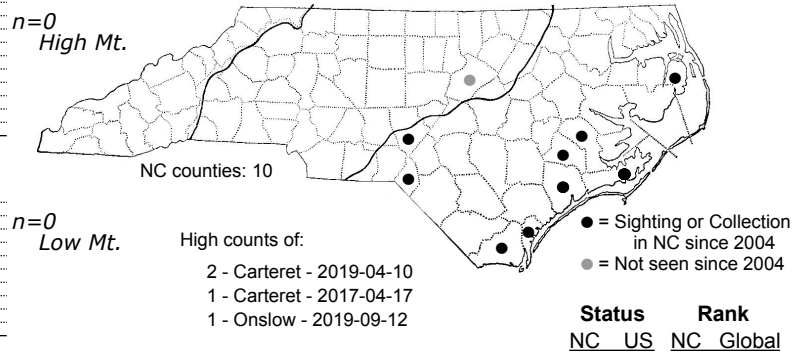 n=0
High Mt.
NC counties: 10
n=0
Low Mt.
High counts of:
2 - Carteret - 2019-04-10
1 - Carteret - 2017-04-17
1 - Onslow - 2019-09-12
● = Sighting or Collection
in NC since 2004
● = Not seen since 2004
Status Rank
NC US NC Global